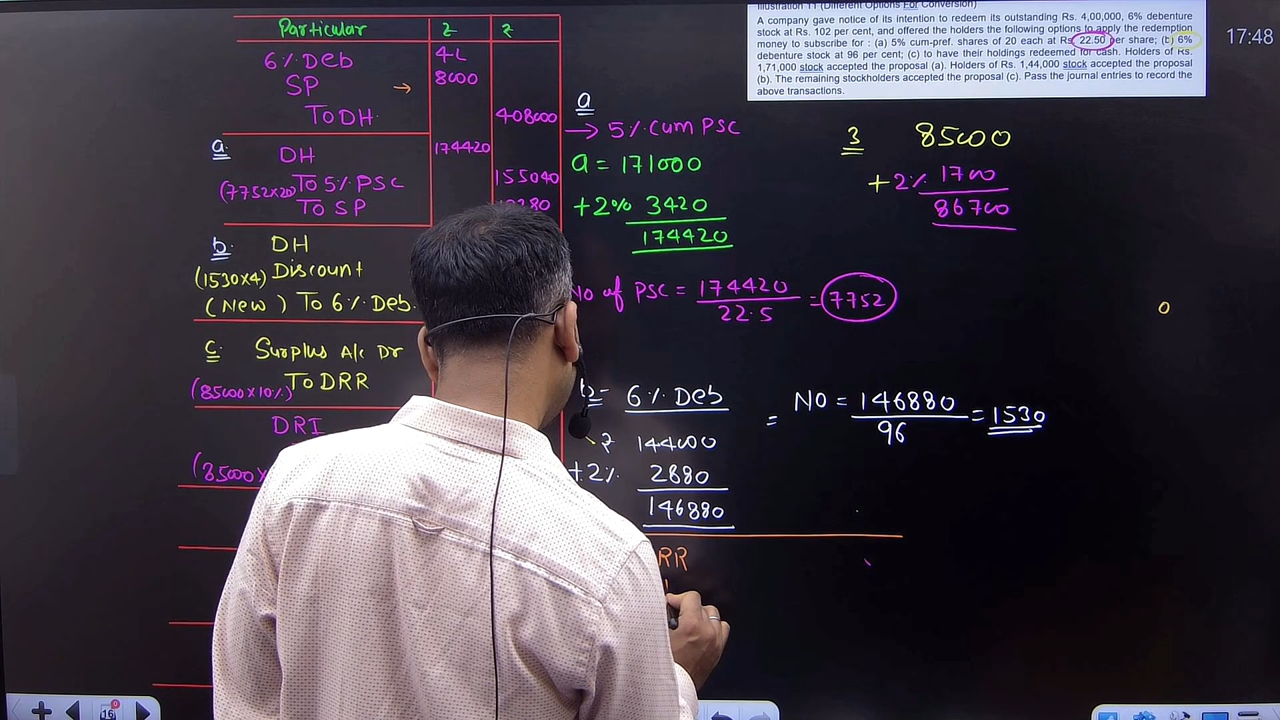 Illustration 11 (Different Options For Conversion)
A company gave notice of its intention to redeem its outstanding Rs. 4,00,000, 6% debenture
stock at Rs. 102 per cent, and offered the holders the following options to apply the redemption
money to subscribe for : (a) 5% cum-pref. shares of 20 each at Rs. 22.50 per share; (b) 6%
debenture stock at 96 per cent; (c) to have their holdings redeemed for cash. Holders of Rs.
1,71,000 stock accepted the proposal (a). Holders of Rs. 1,44,000 stock accepted the proposal
(b). The remaining stockholders accepted the proposal (c). Pass the journal entries to record the
above transactions.
17:48
Particular ₹ ₹
6% Deb 4L
SP → 8000
To DH 408000
a. DH 174420
(7752x20) To 5% PSC 155040
To SP
b. DH
(1530x4) Discount
(New) To 6% Deb.
c. Surplus A/c Dr
(85000x10%) To DRR
DRI
a
→ 5% Cum PSC
a = 171000
+2% 3420
174420
No of PSC = 174420 / 22.5 = 7752
b- 6% Deb
₹ 144000
+2% 2880
146880
= NO = 146880 / 96 = 1530
3 85000
+2% 1700
86700
0
RR
16